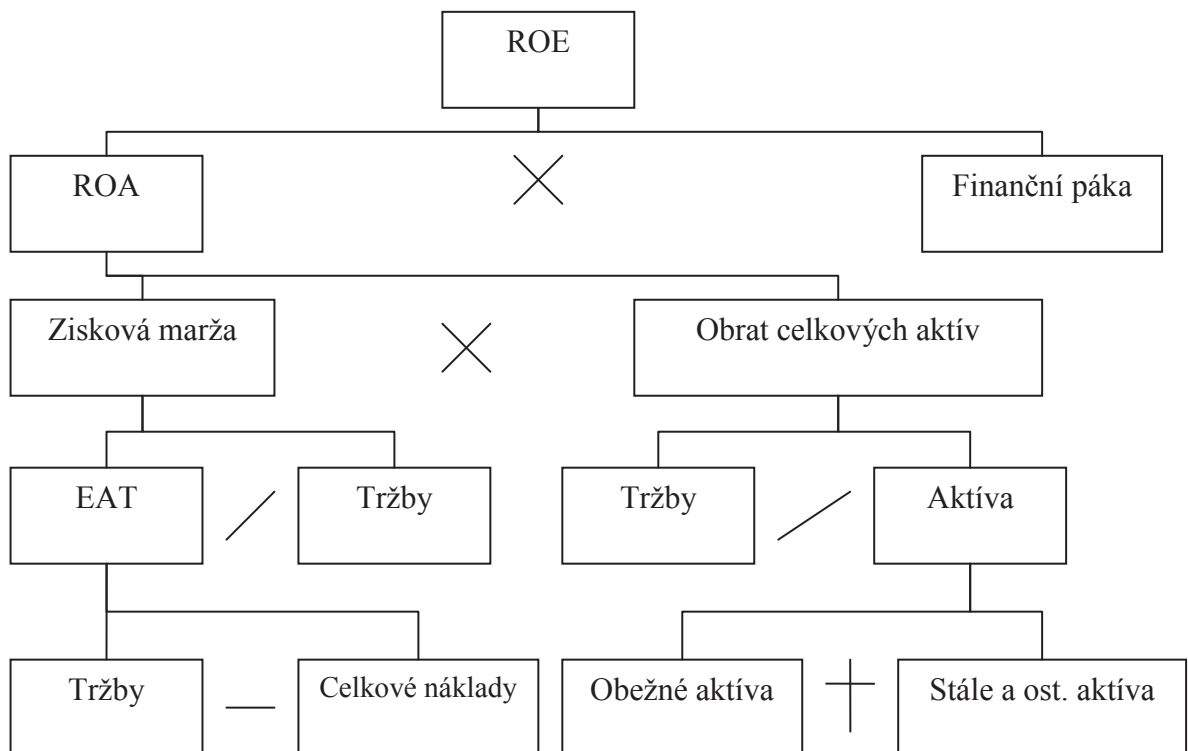 ROE
ROA
Finanční páka
Zisková marža
Obrat celkových aktív
EAT
Tržby
Tržby
Aktíva
Tržby
Celkové náklady
Obežné aktíva
Stále a ost. aktíva